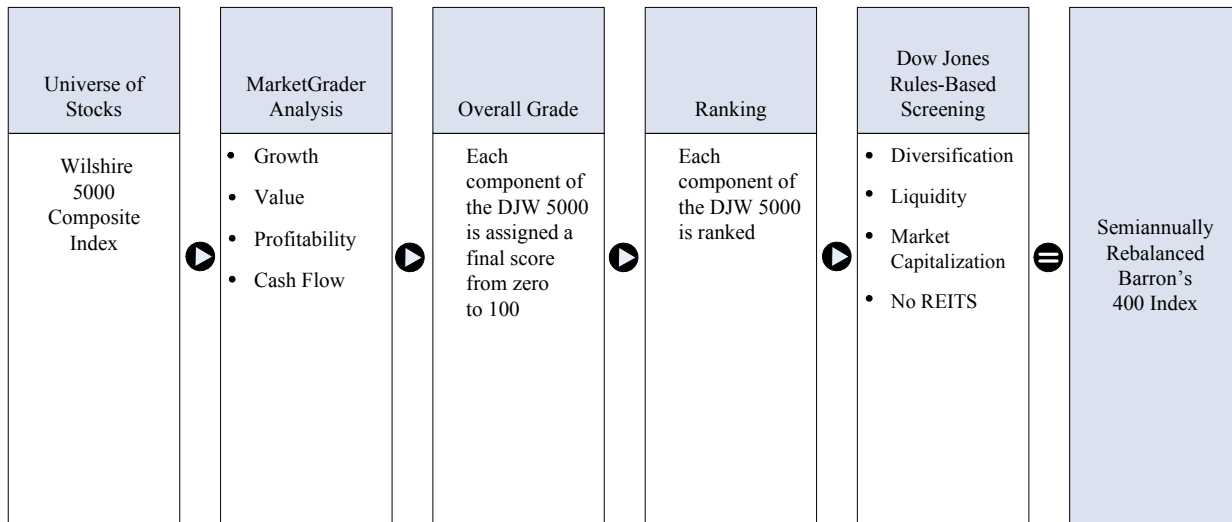 Universe of
Stocks
Wilshire
5000
Composite
Index
MarketGrader
Analysis
• Growth
• Value
• Profitability
• Cash Flow
Overall Grade
Each
component of
the DJW 5000
is assigned a
final score
from zero
to 100
Ranking
Each
component of
the DJW 5000
is ranked
Dow Jones
Rules-Based
Screening
• Diversification
• Liquidity
• Market
Capitalization
• No REITS
=
Semiannually
Rebalanced
Barron’s
400 Index